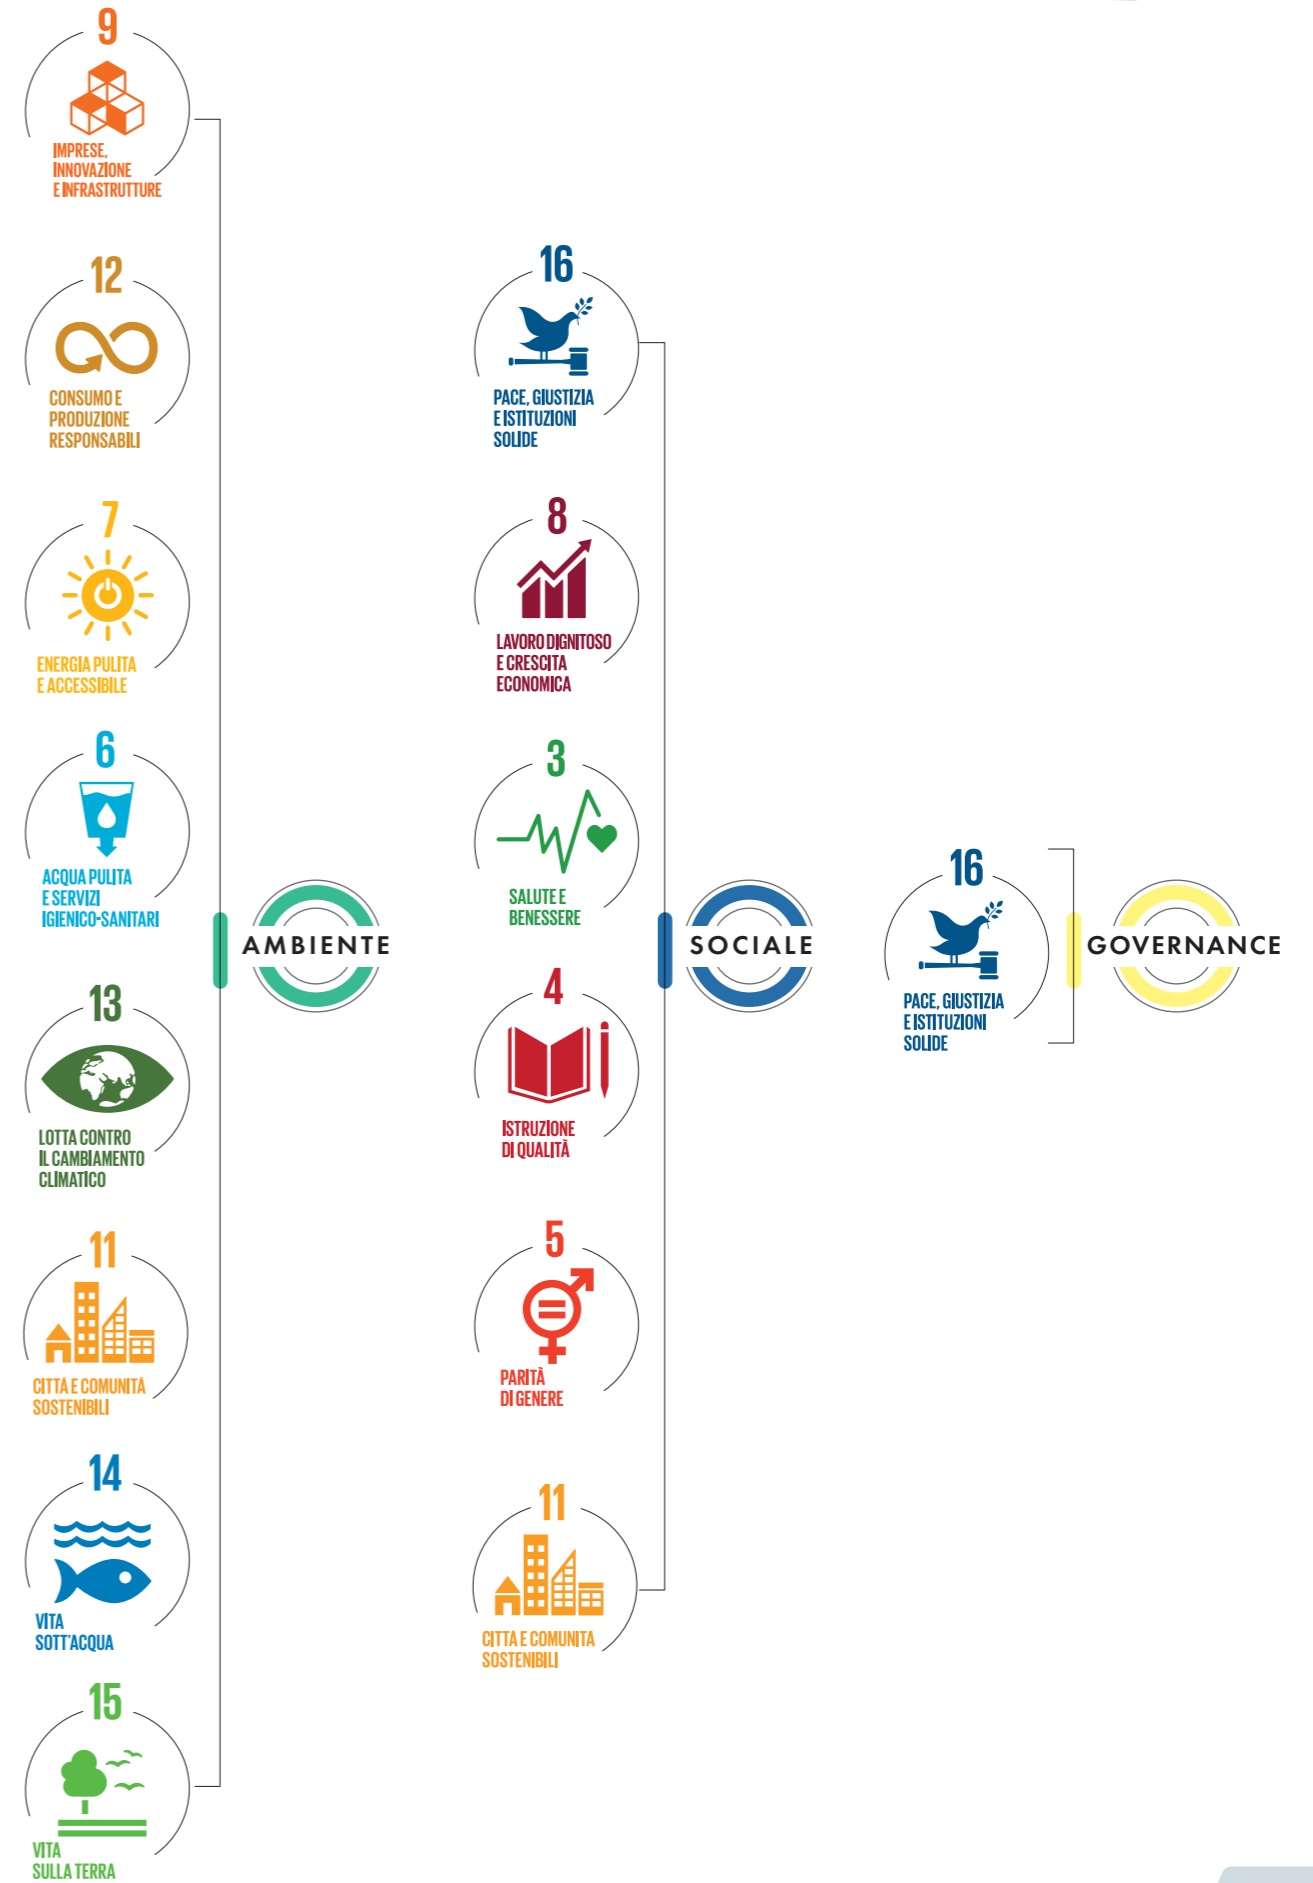 9
IMPRESE,
INNOVAZIONE
E INFRASTRUTTURE
12
CONSUMO E
PRODUZIONE
RESPONSABILI
7
ENERGIA PULITA
E ACCESSIBILE
6
ACQUA PULITA
E SERVIZI
IGIENICO-SANITARI
13
LOTTA CONTRO
IL CAMBIAMENTO
CLIMATICO
11
CITTÀ E COMUNITÀ
SOSTENIBILI
14
VITA
SOTT'ACQUA
15
VITA
SULLA TERRA
AMBIENTE
16
PACE, GIUSTIZIA
E ISTITUZIONI
SOLIDE
8
LAVORO DIGNITOSO
E CRESCITA
ECONOMICA
3
SALUTE E
BENESSERE
4
ISTRUZIONE
DI QUALITÀ
5
PARITÀ
DI GENERE
11
CITTÀ E COMUNITÀ
SOSTENIBILI
SOCIALE
16
PACE, GIUSTIZIA
E ISTITUZIONI
SOLIDE
GOVERNANCE